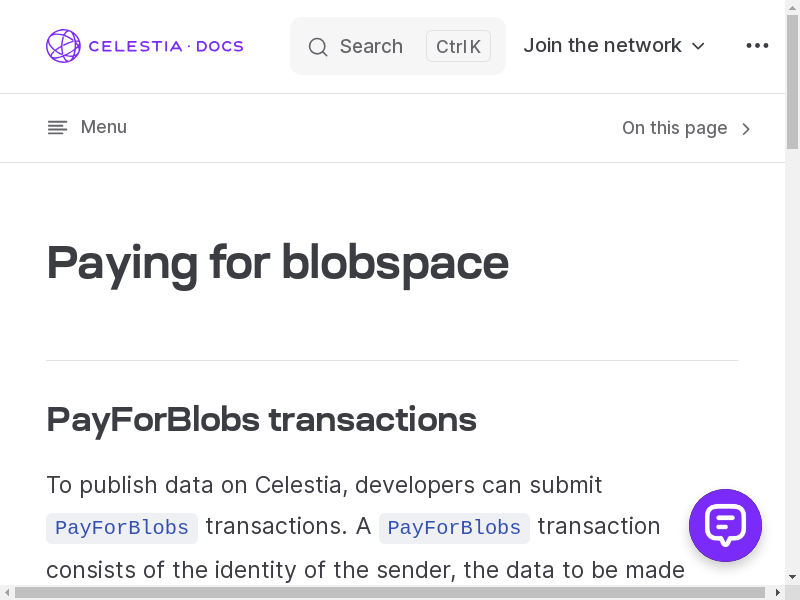 CELESTIA · DOCS
Search
Ctrl K
Join the network
Menu
On this page
Paying for blobspace
PayForBlobs transactions
To publish data on Celestia, developers can submit
PayForBlobs transactions. A PayForBlobs transaction
consists of the identity of the sender, the data to be made